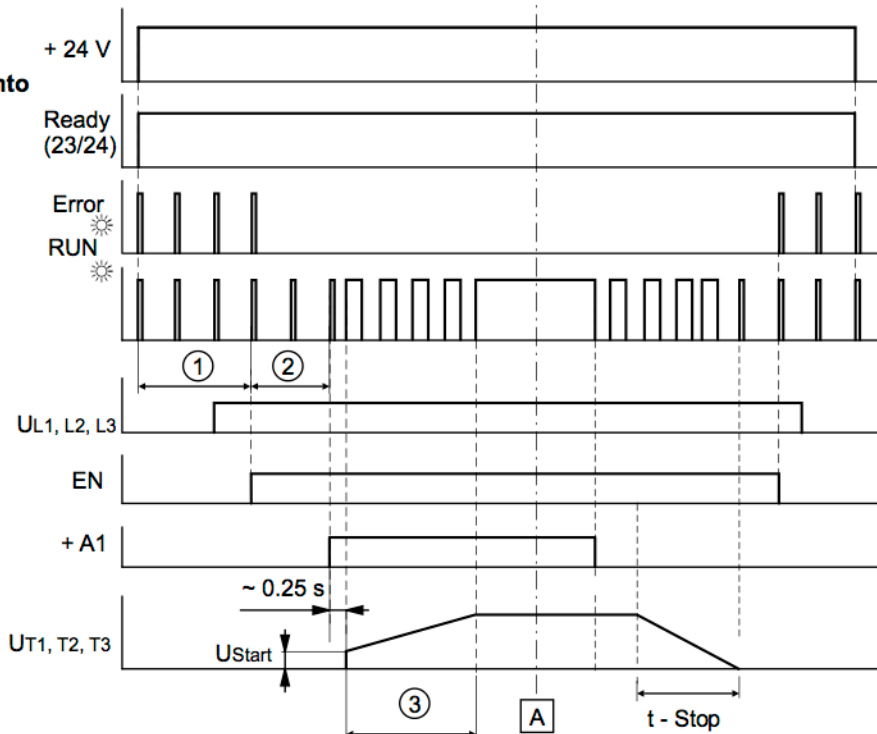 + 24 V
nto
Ready
(23/24)
Error
RUN
1
2
UL1, L2, L3
EN
+ A1
~ 0.25 s
UT1, T2, T3
UStart
3
A
t - Stop